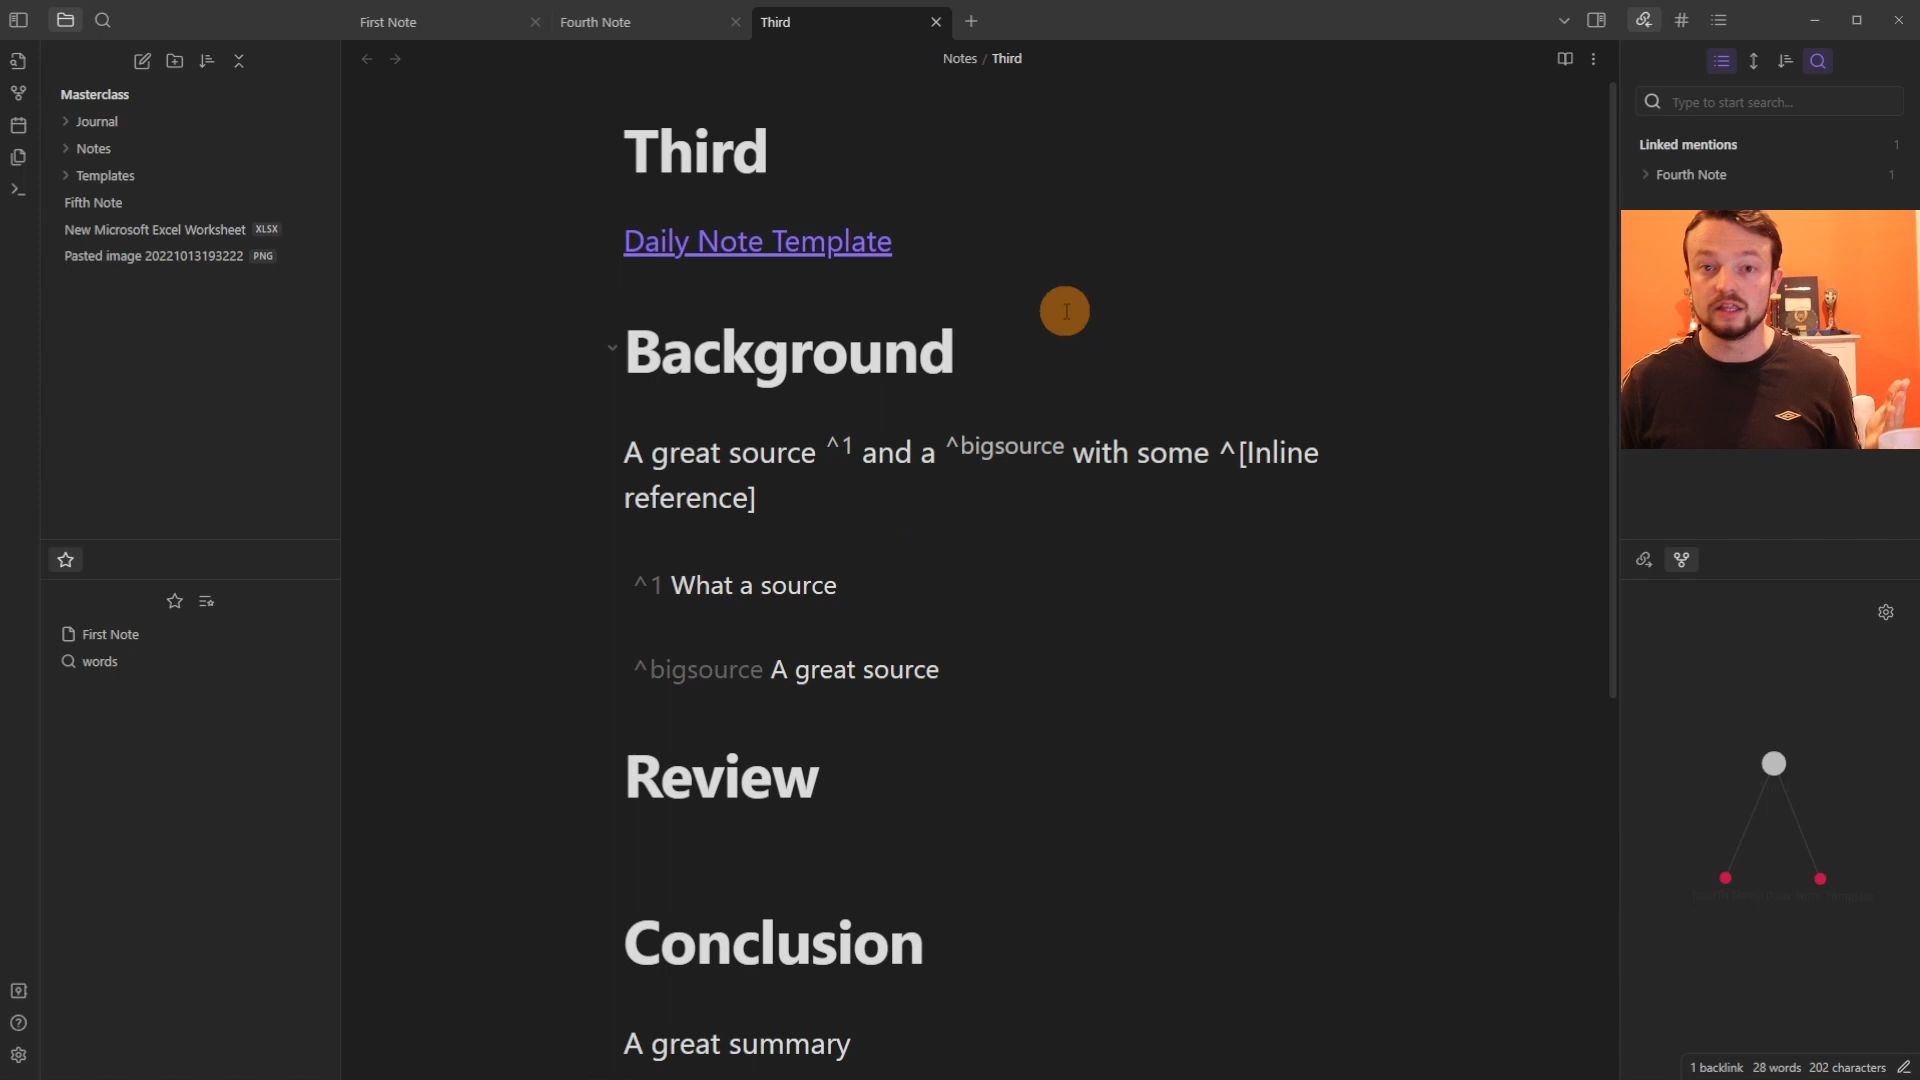 First Note
Fourth Note
Third
Notes / Third
Masterclass
Journal
Notes
Templates
Fifth Note
New Microsoft Excel Worksheet XLSX
Pasted image 20221013193222 PNG
First Note
words
Third
Daily Note Template
Background
A great source ^1 and a ^bigsource with some ^[Inline
reference]
^1 What a source
^bigsource A great source
Review
Conclusion
A great summary
Type to start search...
Linked mentions 1
Fourth Note 1
1 backlink 28 words 202 characters